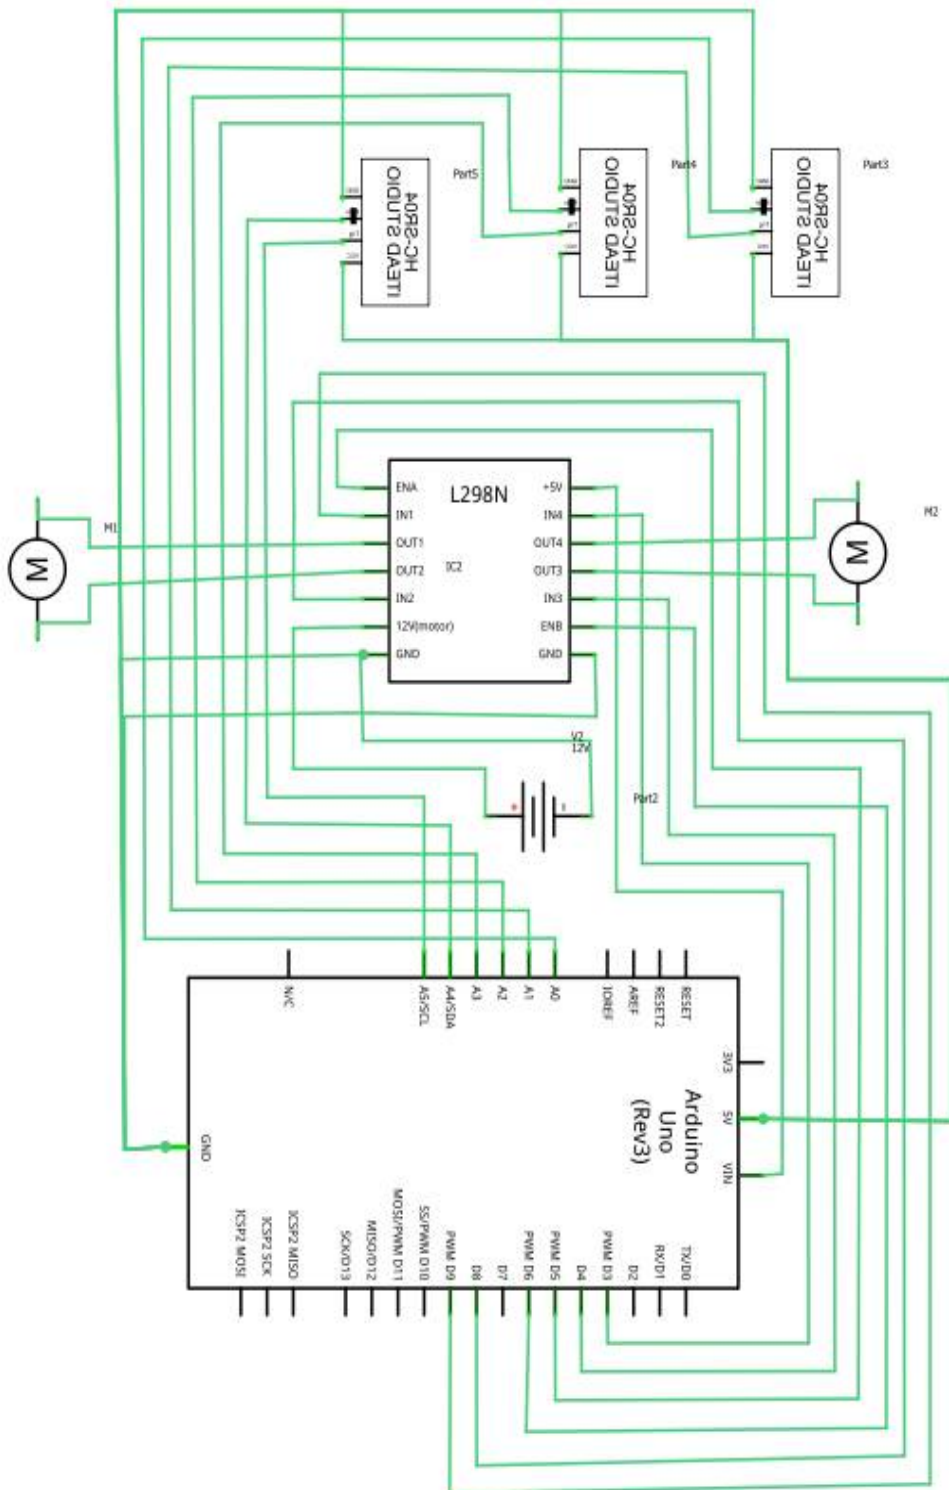 Part5
Part4
Part3
HC-SR04
ITEAD STUDIO
HC-SR04
ITEAD STUDIO
HC-SR04
ITEAD STUDIO
L298N
IC2
ENA
IN1
OUT1
OUT2
IN2
12V(motor)
GND
+5V
IN4
OUT4
OUT3
IN3
ENB
GND
M1
M
M2
M
V2
12V
Part2
+
N/C
A5/SCL
A4/SDA
A3
A2
A1
A0
IOREF
AREF
RESET2
RESET
3V3
5V
VIN
Arduino
Uno
(Rev3)
GND
ICSP2 MOSI
ICSP2 SCK
ICSP2 MISO
SCK/D13
MISO/D12
MOSI/PWM D11
SS/PWM D10
PWM D9
D8
D7
PWM D6
PWM D5
D4
PWM D3
D2
RX/D1
TX/D0